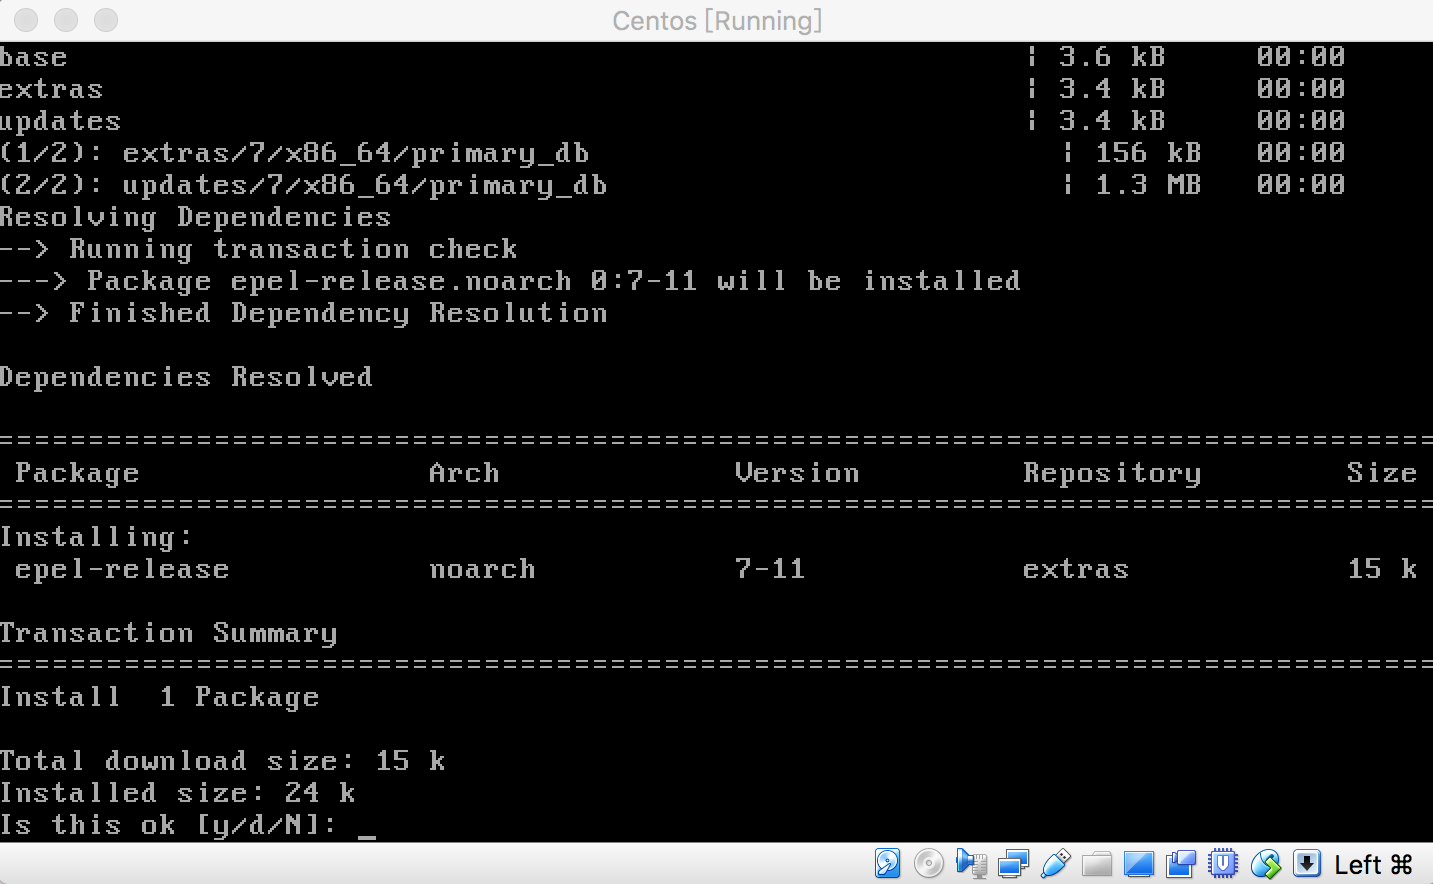 Centos [Running]
base | 3.6 kB 00:00
extras | 3.4 kB 00:00
updates | 3.4 kB 00:00
(1/2): extras/7/x86_64/primary_db | 156 kB 00:00
(2/2): updates/7/x86_64/primary_db | 1.3 MB 00:00
Resolving Dependencies
--> Running transaction check
---> Package epel-release.noarch 0:7-11 will be installed
--> Finished Dependency Resolution
Dependencies Resolved
================================================================================
Package Arch Version Repository Size
================================================================================
Installing:
epel-release noarch 7-11 extras 15 k
Transaction Summary
================================================================================
Install 1 Package
Total download size: 15 k
Installed size: 24 k
Is this ok [y/d/N]: _
Left ⌘